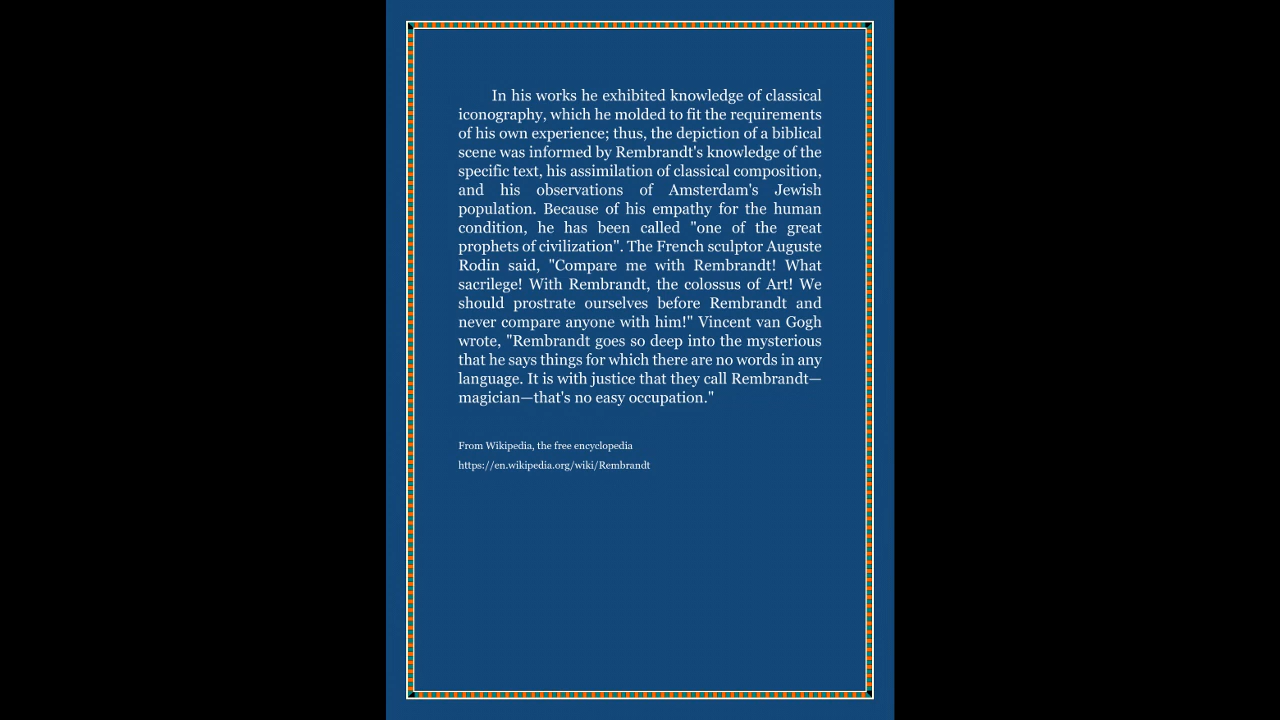 In his works he exhibited knowledge of classical
iconography, which he molded to fit the requirements
of his own experience; thus, the depiction of a biblical
scene was informed by Rembrandt's knowledge of the
specific text, his assimilation of classical composition,
and his observations of Amsterdam's Jewish
population. Because of his empathy for the human
condition, he has been called "one of the great
prophets of civilization". The French sculptor Auguste
Rodin said, "Compare me with Rembrandt! What
sacrilege! With Rembrandt, the colossus of Art! We
should prostrate ourselves before Rembrandt and
never compare anyone with him!" Vincent van Gogh
wrote, "Rembrandt goes so deep into the mysterious
that he says things for which there are no words in any
language. It is with justice that they call Rembrandt—
magician—that's no easy occupation."
From Wikipedia, the free encyclopedia
https://en.wikipedia.org/wiki/Rembrandt